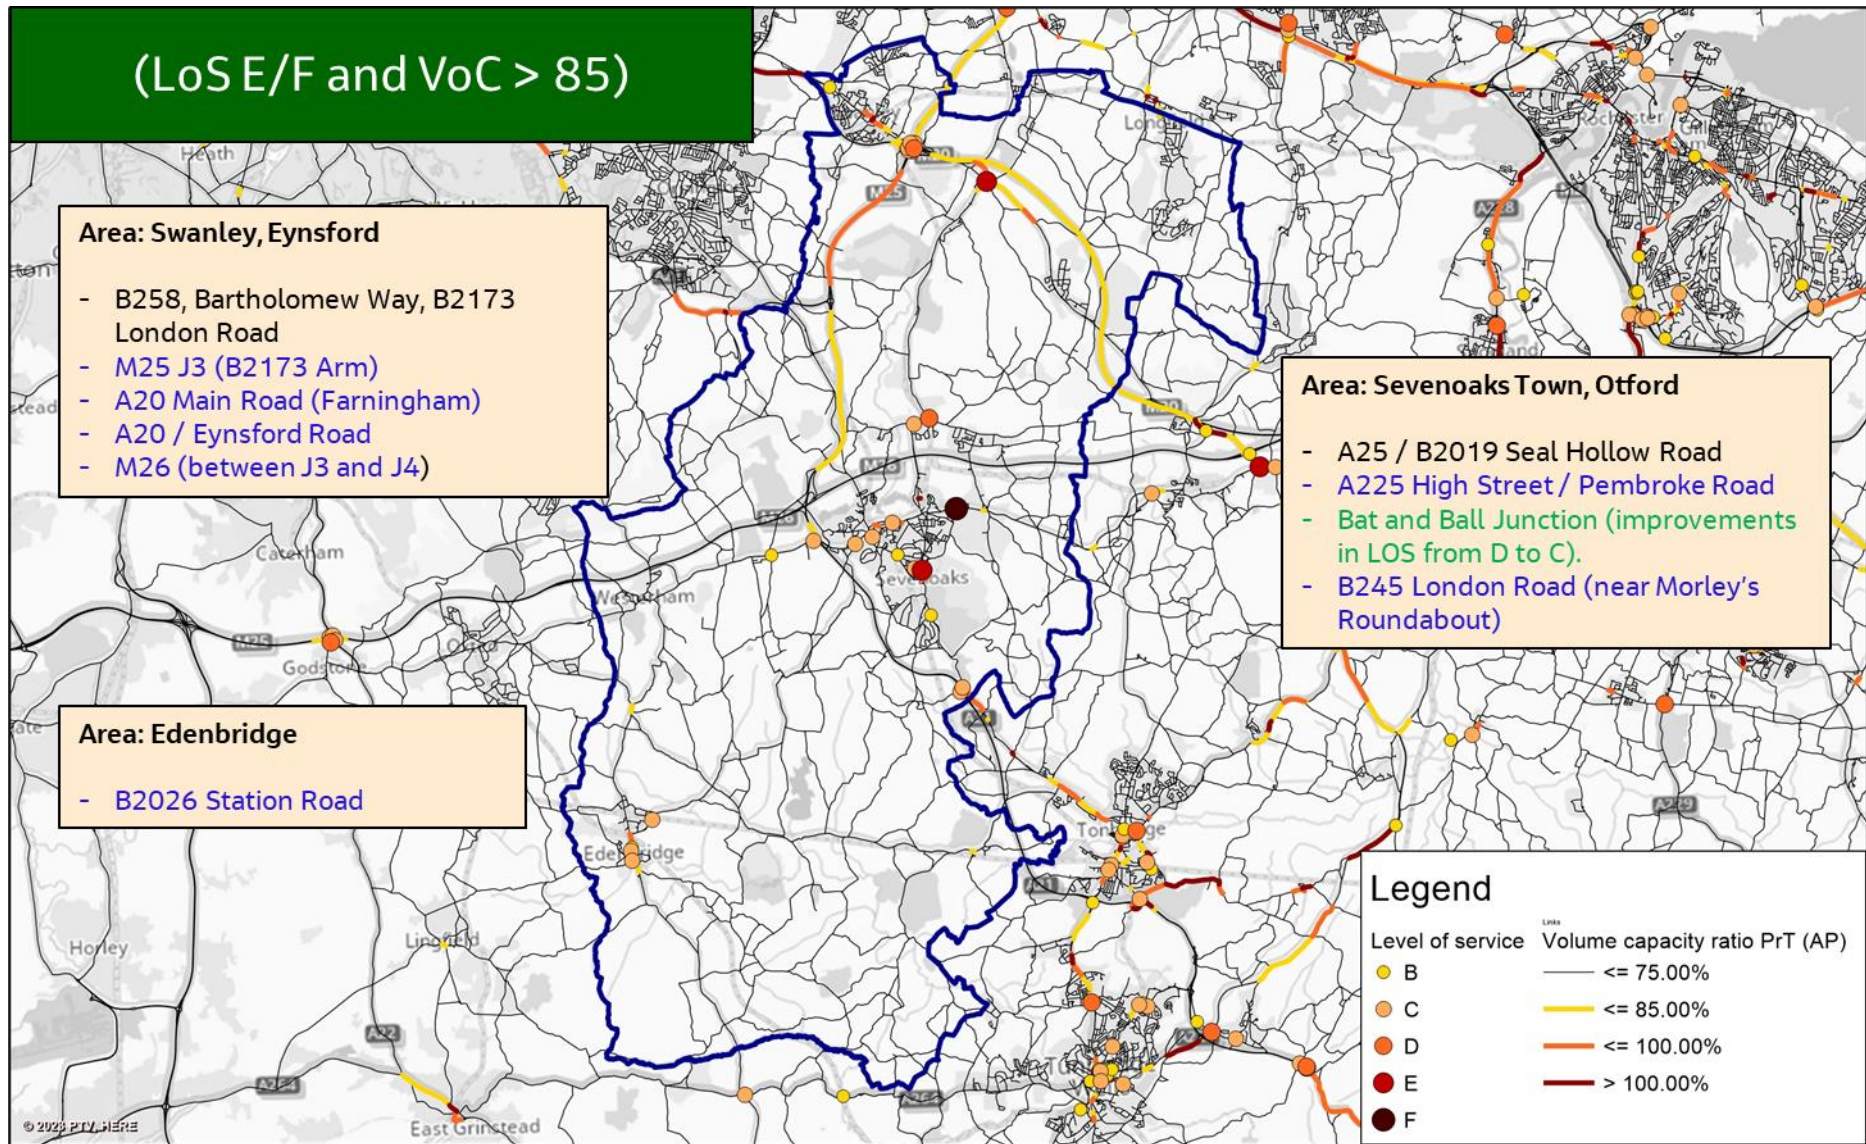 (LoS E/F and VoC > 85)
Heath
Longfield
Rochester
M20
M25
A228
Area: Swanley, Eynsford
- B258, Bartholomew Way, B2173
London Road
- M25 J3 (B2173 Arm)
- A20 Main Road (Farningham)
- A20 / Eynsford Road
- M26 (between J3 and J4)
Area: Sevenoaks Town, Otford
- A25 / B2019 Seal Hollow Road
- A225 High Street / Pembroke Road
- Bat and Ball Junction (improvements
in LOS from D to C).
- B245 London Road (near Morley's
Roundabout)
M20
M26
Caterham
Sevenoaks
Westerham
M25
Godstone
Oxted
A21
Area: Edenbridge
- B2026 Station Road
Tonbridge
A229
Edenbridge
Horley
Lingfield
A22
A264
East Grinstead
Legend
Links
Level of service
Volume capacity ratio PrT (AP)
B
<= 75.00%
C
<= 85.00%
D
<= 100.00%
E
> 100.00%
F
© 2023 PTV, HERE